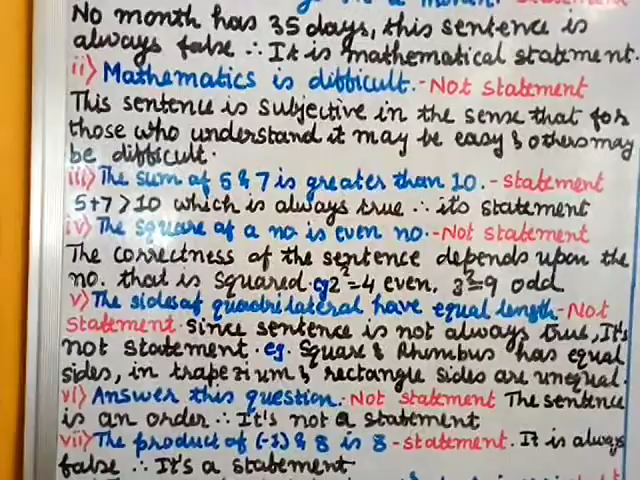 No month has 35 days, this sentence is
always false ∴ It is mathematical statement.
ii) Mathematics is difficult. - Not statement
This sentence is subjective in the sense that for
those who understand it may be easy & others may
be difficult.
iii) The sum of 5 & 7 is greater than 10. - statement
5+7>10 which is always true ∴ it's statement
iv) The square of a no is even no. - Not statement
The correctness of the sentence depends upon the
no. that is squared. eg 2²=4 even, 3²=9 odd
v) The sides of quadrilateral have equal length - Not
statement. Since sentence is not always true, It's
not statement. eg. Square & Rhombus has equal
sides, in trapezium & rectangle sides are unequal.
vi) Answer this question. Not statement The sentence
is an order ∴ It's not a statement
vii) The product of (-1) & 8 is 8 - statement. It is always
false ∴ It's a statement